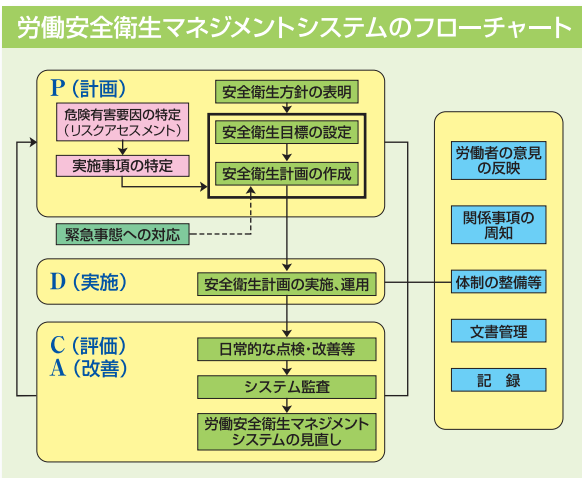 労働安全衛生マネジメントシステムのフローチャート
P（計画）
安全衛生方針の表明
危険有害要因の特定
（リスクアセスメント）
安全衛生目標の設定
実施事項の特定
安全衛生計画の作成
緊急事態への対応
D（実施）
安全衛生計画の実施、運用
C（評価）
A（改善）
日常的な点検・改善等
システム監査
労働安全衛生マネジメント
システムの見直し
労働者の意見
の反映
関係事項の
周知
体制の整備等
文書管理
記　録